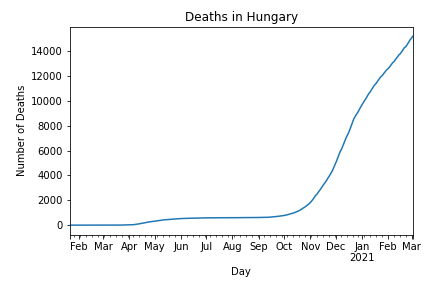 Deaths in Hungary
Number of Deaths
14000
12000
10000
8000
6000
4000
2000
0
Feb Mar Apr May Jun Jul Aug Sep Oct Nov Dec Jan Feb Mar
2021
Day